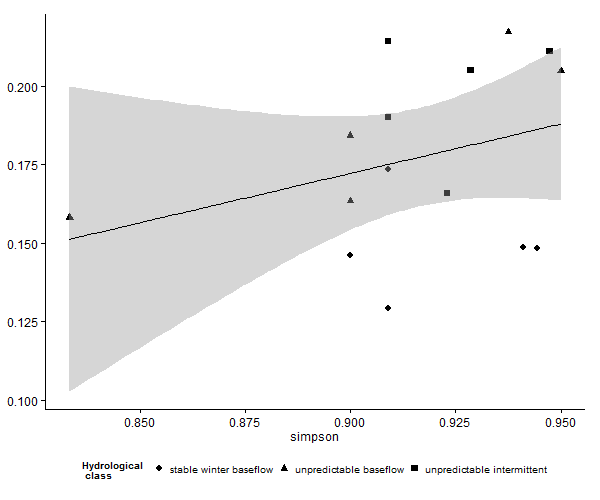 0.200
0.175
0.150
0.125
0.100
0.850 0.875 0.900 0.925 0.950
simpson
Hydrological
class
stable winter baseflow unpredictable baseflow unpredictable intermittent